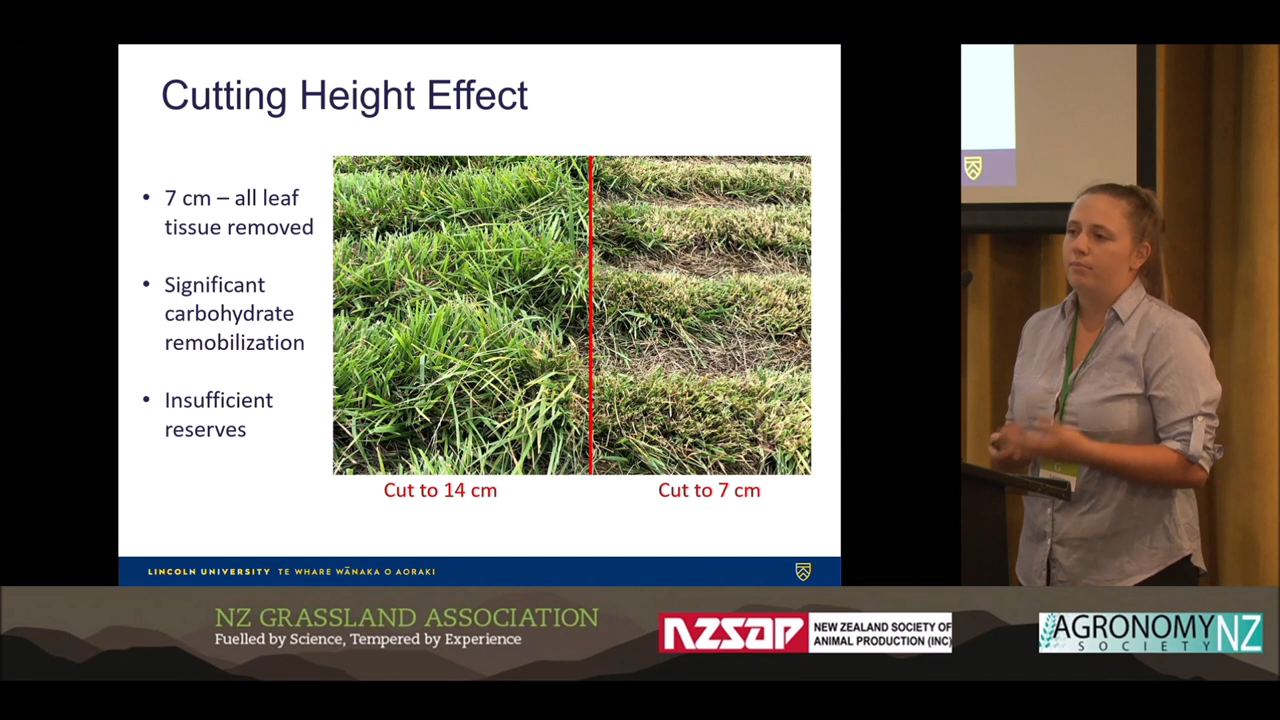 Cutting Height Effect
• 7 cm – all leaf
tissue removed
• Significant
carbohydrate
remobilization
• Insufficient
reserves
Cut to 14 cm
Cut to 7 cm
LINCOLN UNIVERSITY TE WHARE WĀNAKA O AORAKI
NZ GRASSLAND ASSOCIATION
Fuelled by Science, Tempered by Experience
NZSAP
NEW ZEALAND SOCIETY OF
ANIMAL PRODUCTION (INC)
AGRONOMY NZ
SOCIETY